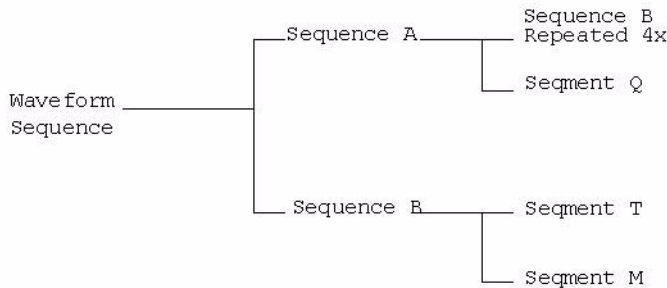 Sequence B
Repeated 4x
Sequence A
Seqment Q
Waveform
Sequence
Sequence B
Seqment T
Seqment M